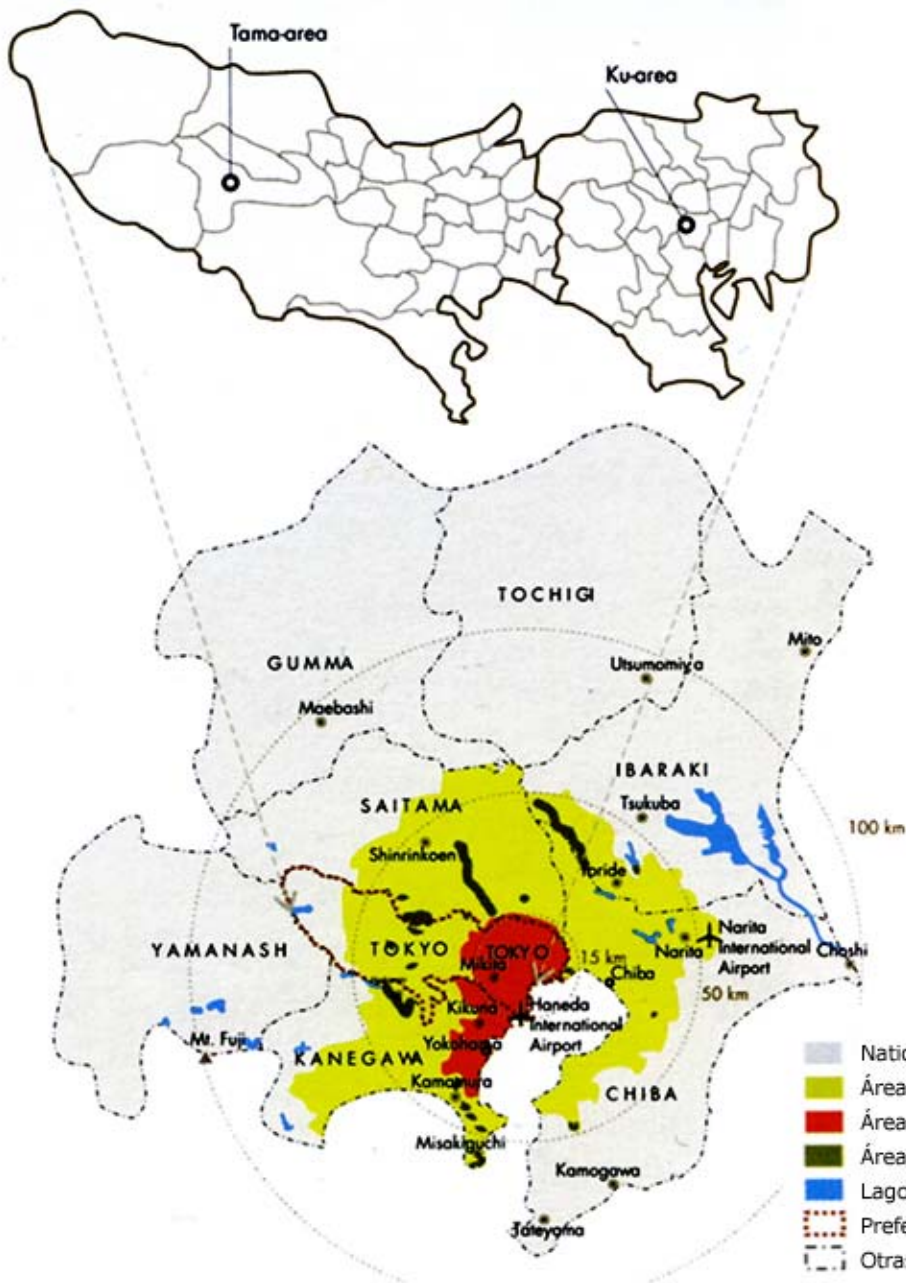 Tama-area
Ku-area
TOCHIGI
Mito
GUMMA
Utsumomiya
Maebashi
IBARAKI
SAITAMA
Tsukuba
100 km
Shinrinkoen
Toride
YAMANASH
TOKYO
TOKYO
Mikita
15 km
Narita
Narita
International
Airport
Choshi
Chiba
50 km
Kikuna
Haneda
International
Airport
Mt. Fuji
KANEGAWA
Yokohama
Kamakura
CHIBA
Misakiguchi
Kamogawa
Tateyama
Natio
Área
Área
Área
Lago
Prefe
Otras